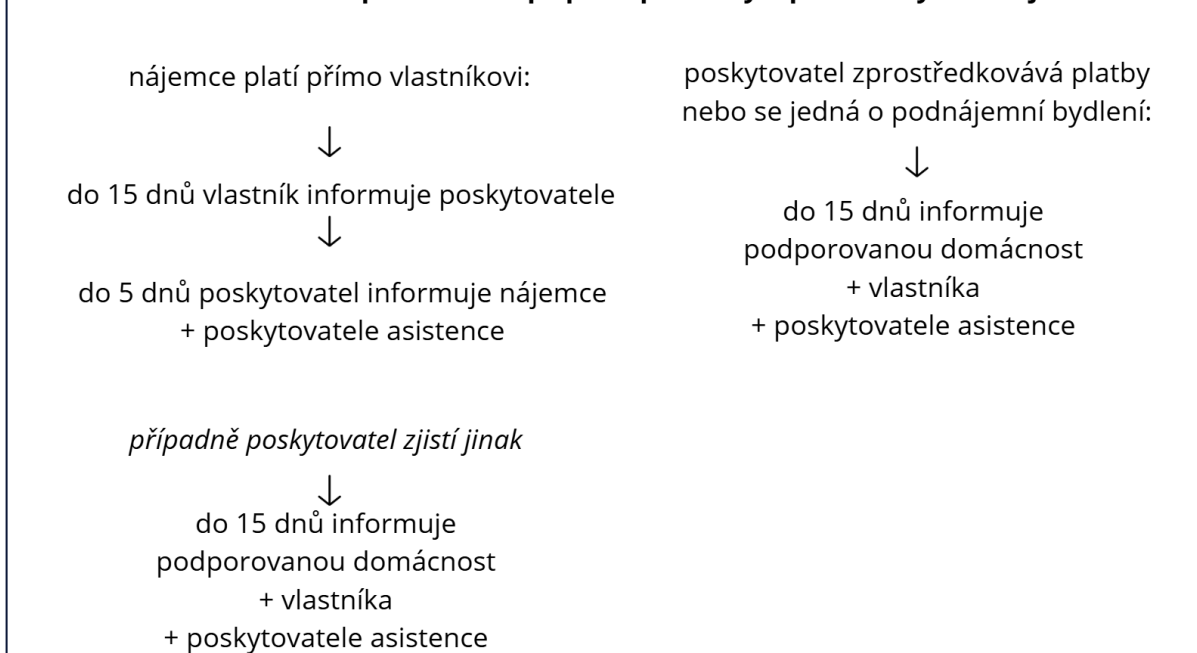 nájemce platí přímo vlastníkovi:
do 15 dnů vlastník informuje poskytovatele
do 5 dnů poskytovatel informuje nájemce
+ poskytovatele asistence
případně poskytovatel zjistí jinak
do 15 dnů informuje
podporovanou domácnost
+ vlastníka
+ poskytovatele asistence
poskytovatel zprostředkovává platby
nebo se jedná o podnájemní bydlení:
do 15 dnů informuje
podporovanou domácnost
+ vlastníka
+ poskytovatele asistence